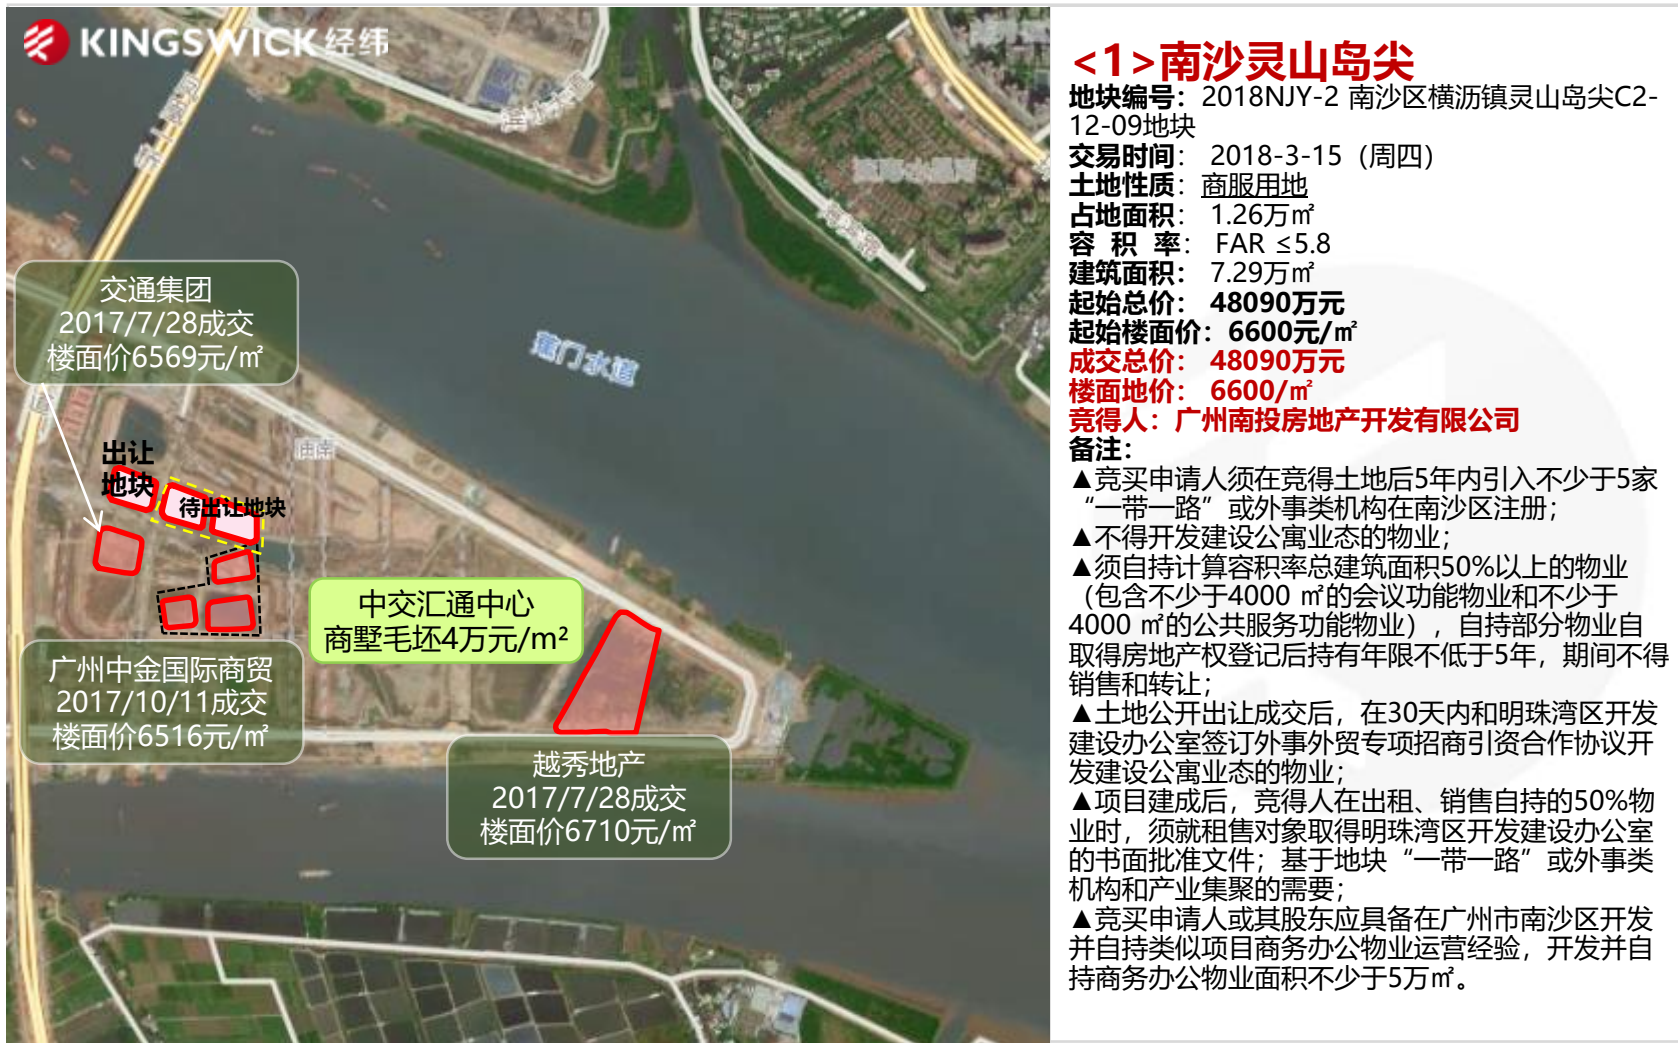 KINGSWICK 经纬
凤凰一桥
蕉门水道
交通集团
2017/7/28成交
楼面价6569元/㎡
出让
地块
待出让地块
庙南
中交汇通中心
商墅毛坯4万元/m²
广州中金国际商贸
2017/10/11成交
楼面价6516元/㎡
越秀地产
2017/7/28成交
楼面价6710元/㎡
<1>南沙灵山岛尖
地块编号：2018NJY-2 南沙区横沥镇灵山岛尖C2-
12-09地块
交易时间： 2018-3-15（周四）
土地性质：商服用地
占地面积： 1.26万㎡
容 积 率： FAR ≤5.8
建筑面积： 7.29万㎡
起始总价： 48090万元
起始楼面价：6600元/㎡
成交总价： 48090万元
楼面地价： 6600/㎡
竞得人：广州南投房地产开发有限公司
备注：
▲竞买申请人须在竞得土地后5年内引入不少于5家
“一带一路”或外事类机构在南沙区注册；
▲不得开发建设公寓业态的物业；
▲须自持计算容积率总建筑面积50%以上的物业
（包含不少于4000 ㎡的会议功能物业和不少于
4000 ㎡的公共服务功能物业），自持部分物业自
取得房地产权登记后持有年限不低于5年，期间不得
销售和转让；
▲土地公开出让成交后，在30天内和明珠湾区开发
建设办公室签订外事外贸专项招商引资合作协议开
发建设公寓业态的物业；
▲项目建成后，竞得人在出租、销售自持的50%物
业时，须就租售对象取得明珠湾区开发建设办公室
的书面批准文件；基于地块“一带一路”或外事类
机构和产业集聚的需要；
▲竞买申请人或其股东应具备在广州市南沙区开发
并自持类似项目商务办公物业运营经验，开发并自
持商务办公物业面积不少于5万㎡。